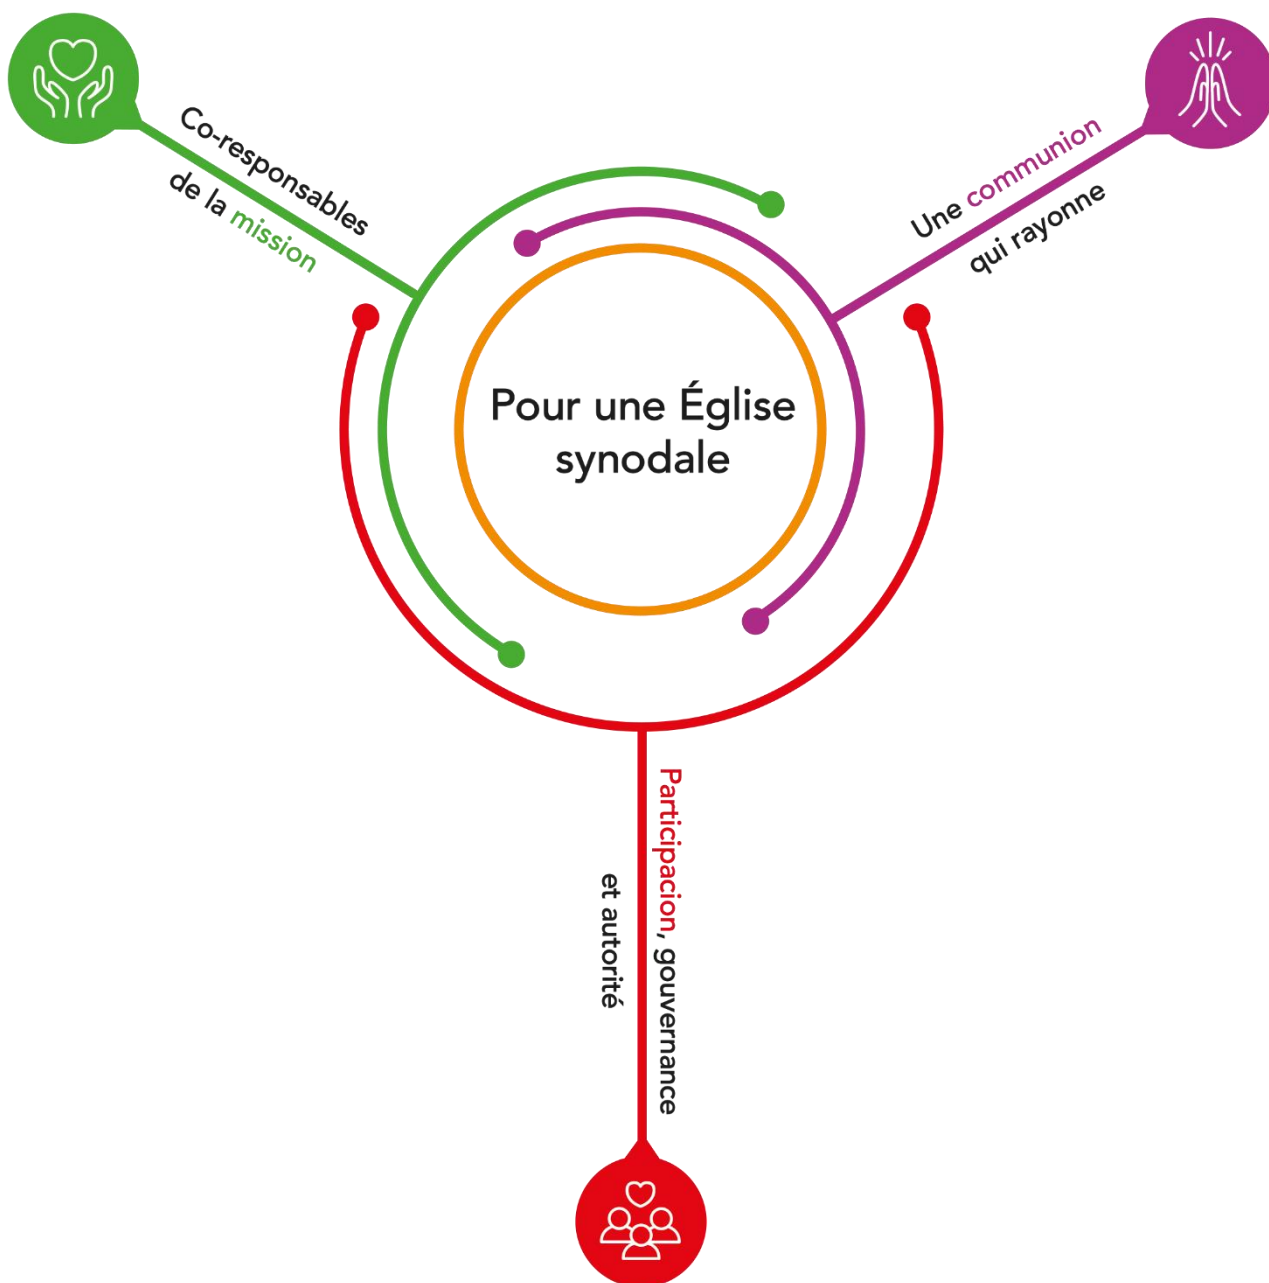 Co-responsables
de la mission
Une communion
qui rayonne
Pour une Église
synodale
Participacion, gouvernance
et autorité